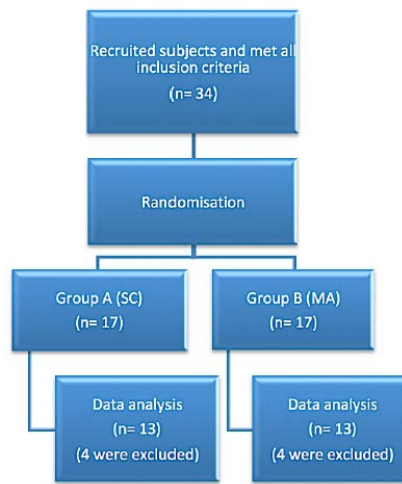 Recruited subjects and met all
inclusion criteria
(n= 34)
Randomisation
Group A (SC)
(n= 17)
Group B (MA)
(n= 17)
Data analysis
(n= 13)
(4 were excluded)
Data analysis
(n= 13)
(4 were excluded)